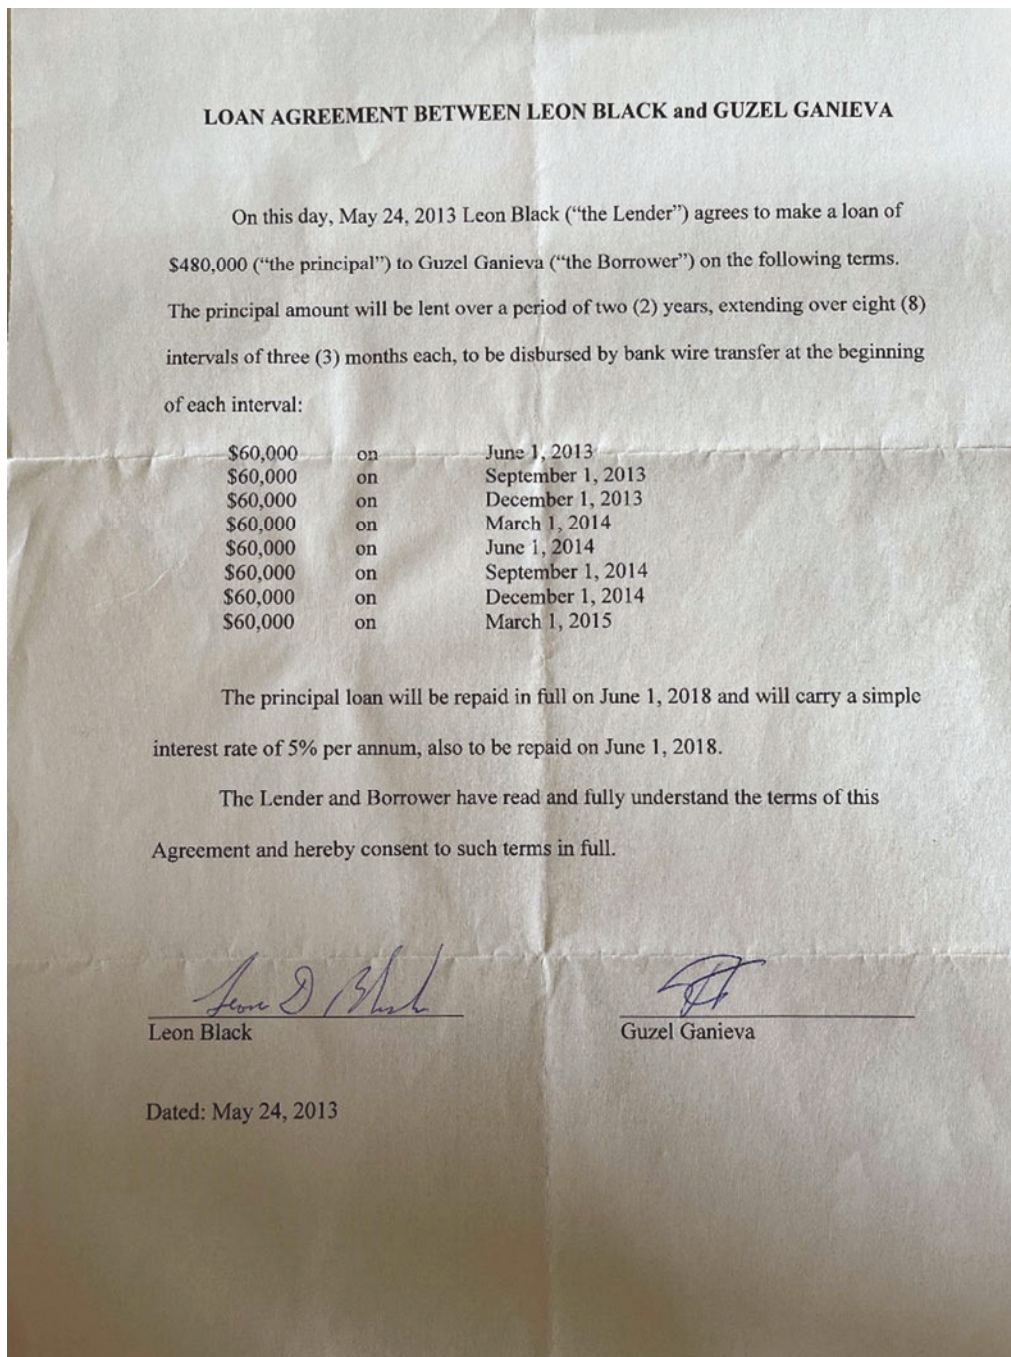 LOAN AGREEMENT BETWEEN LEON BLACK and GUZEL GANIEVA
On this day, May 24, 2013 Leon Black (“the Lender”) agrees to make a loan of
$480,000 (“the principal”) to Guzel Ganieva (“the Borrower”) on the following terms.
The principal amount will be lent over a period of two (2) years, extending over eight (8)
intervals of three (3) months each, to be disbursed by bank wire transfer at the beginning
of each interval:
$60,000 on June 1, 2013
$60,000 on September 1, 2013
$60,000 on December 1, 2013
$60,000 on March 1, 2014
$60,000 on June 1, 2014
$60,000 on September 1, 2014
$60,000 on December 1, 2014
$60,000 on March 1, 2015
The principal loan will be repaid in full on June 1, 2018 and will carry a simple
interest rate of 5% per annum, also to be repaid on June 1, 2018.
The Lender and Borrower have read and fully understand the terms of this
Agreement and hereby consent to such terms in full.
Leon D Black
Leon Black Guzel Ganieva
Dated: May 24, 2013